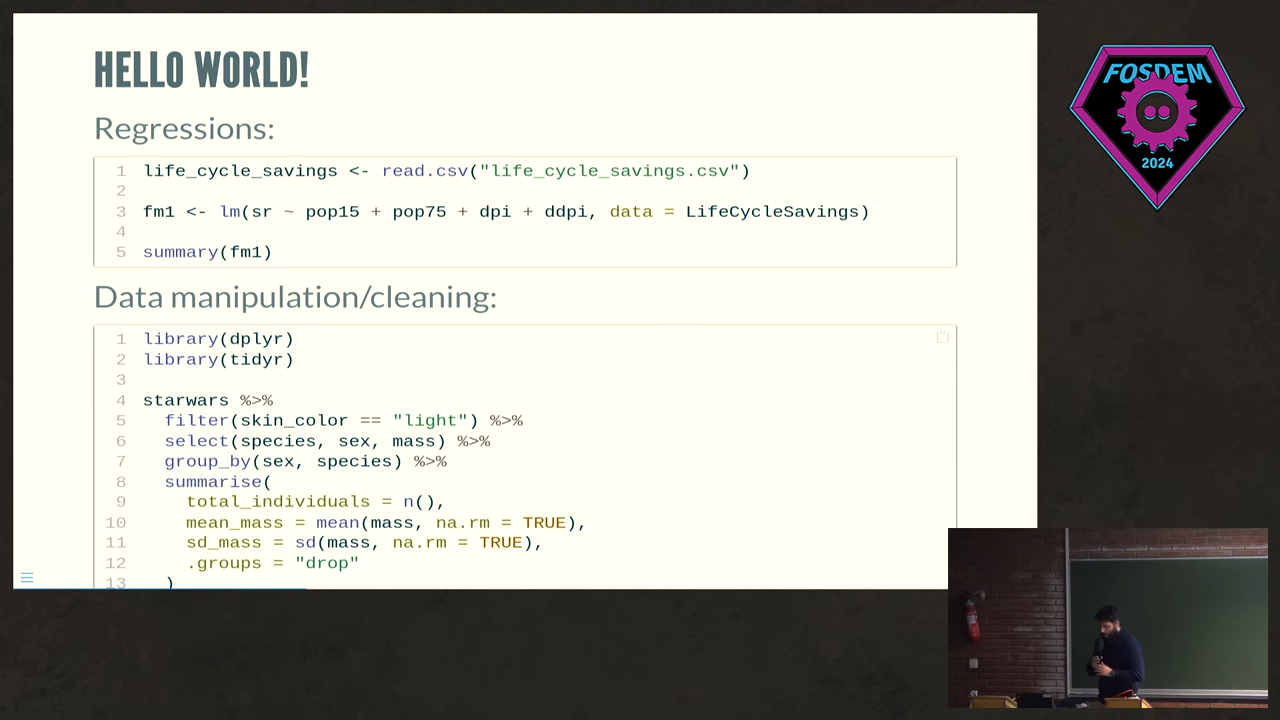 HELLO WORLD!
Regressions:
1 life_cycle_savings <- read.csv("life_cycle_savings.csv")
2
3 fm1 <- lm(sr ~ pop15 + pop75 + dpi + ddpi, data = LifeCycleSavings)
4
5 summary(fm1)
Data manipulation/cleaning:
1 library(dplyr)
2 library(tidyr)
3
4 starwars %>%
5   filter(skin_color == "light") %>%
6   select(species, sex, mass) %>%
7   group_by(sex, species) %>%
8   summarise(
9     total_individuals = n(),
10     mean_mass = mean(mass, na.rm = TRUE),
11     sd_mass = sd(mass, na.rm = TRUE),
12     .groups = "drop"
13   )
FOSDEM
2024